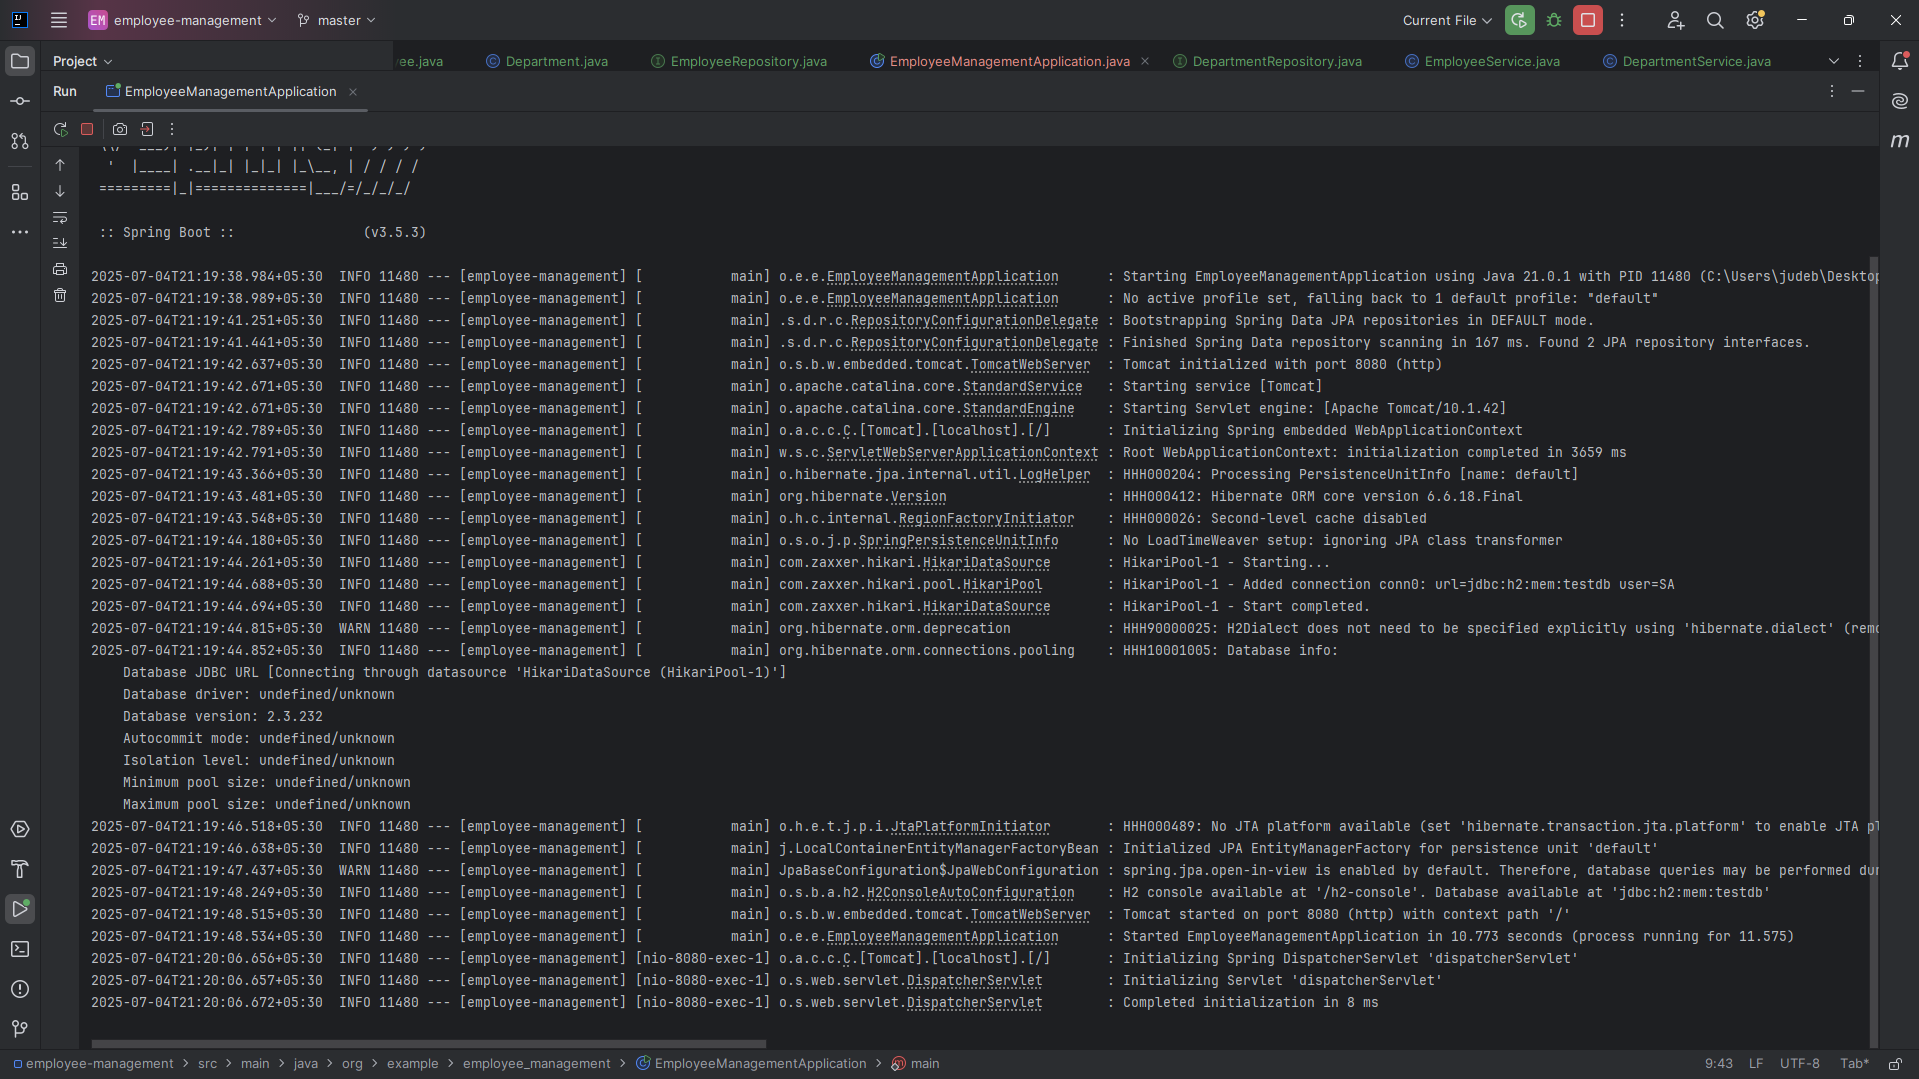 EM employee-management master Current File
Project ee.java Department.java EmployeeRepository.java EmployeeManagementApplication.java DepartmentRepository.java EmployeeService.java DepartmentService.java
Run EmployeeManagementApplication
' |____| .__|_| |_|_| |_\__, | / / / /
=========|_|==============|___/=/_/_/_/
:: Spring Boot :: (v3.5.3)
2025-07-04T21:19:38.984+05:30 INFO 11480 --- [employee-management] [ main] o.e.e.EmployeeManagementApplication : Starting EmployeeManagementApplication using Java 21.0.1 with PID 11480 (C:\Users\judeb\Desktop
2025-07-04T21:19:38.989+05:30 INFO 11480 --- [employee-management] [ main] o.e.e.EmployeeManagementApplication : No active profile set, falling back to 1 default profile: "default"
2025-07-04T21:19:41.251+05:30 INFO 11480 --- [employee-management] [ main] .s.d.r.c.RepositoryConfigurationDelegate : Bootstrapping Spring Data JPA repositories in DEFAULT mode.
2025-07-04T21:19:41.441+05:30 INFO 11480 --- [employee-management] [ main] .s.d.r.c.RepositoryConfigurationDelegate : Finished Spring Data repository scanning in 167 ms. Found 2 JPA repository interfaces.
2025-07-04T21:19:42.637+05:30 INFO 11480 --- [employee-management] [ main] o.s.b.w.embedded.tomcat.TomcatWebServer : Tomcat initialized with port 8080 (http)
2025-07-04T21:19:42.671+05:30 INFO 11480 --- [employee-management] [ main] o.apache.catalina.core.StandardService : Starting service [Tomcat]
2025-07-04T21:19:42.671+05:30 INFO 11480 --- [employee-management] [ main] o.apache.catalina.core.StandardEngine : Starting Servlet engine: [Apache Tomcat/10.1.42]
2025-07-04T21:19:42.789+05:30 INFO 11480 --- [employee-management] [ main] o.a.c.c.C.[Tomcat].[localhost].[/] : Initializing Spring embedded WebApplicationContext
2025-07-04T21:19:42.791+05:30 INFO 11480 --- [employee-management] [ main] w.s.c.ServletWebServerApplicationContext : Root WebApplicationContext: initialization completed in 3659 ms
2025-07-04T21:19:43.366+05:30 INFO 11480 --- [employee-management] [ main] o.hibernate.jpa.internal.util.LogHelper : HHH000204: Processing PersistenceUnitInfo [name: default]
2025-07-04T21:19:43.481+05:30 INFO 11480 --- [employee-management] [ main] org.hibernate.Version : HHH000412: Hibernate ORM core version 6.6.18.Final
2025-07-04T21:19:43.548+05:30 INFO 11480 --- [employee-management] [ main] o.h.c.internal.RegionFactoryInitiator : HHH000026: Second-level cache disabled
2025-07-04T21:19:44.180+05:30 INFO 11480 --- [employee-management] [ main] o.s.o.j.p.SpringPersistenceUnitInfo : No LoadTimeWeaver setup: ignoring JPA class transformer
2025-07-04T21:19:44.261+05:30 INFO 11480 --- [employee-management] [ main] com.zaxxer.hikari.HikariDataSource : HikariPool-1 - Starting...
2025-07-04T21:19:44.688+05:30 INFO 11480 --- [employee-management] [ main] com.zaxxer.hikari.pool.HikariPool : HikariPool-1 - Added connection conn0: url=jdbc:h2:mem:testdb user=SA
2025-07-04T21:19:44.694+05:30 INFO 11480 --- [employee-management] [ main] com.zaxxer.hikari.HikariDataSource : HikariPool-1 - Start completed.
2025-07-04T21:19:44.815+05:30 WARN 11480 --- [employee-management] [ main] org.hibernate.orm.deprecation : HHH90000025: H2Dialect does not need to be specified explicitly using 'hibernate.dialect' (remo
2025-07-04T21:19:44.852+05:30 INFO 11480 --- [employee-management] [ main] org.hibernate.orm.connections.pooling : HHH10001005: Database info:
Database JDBC URL [Connecting through datasource 'HikariDataSource (HikariPool-1)']
Database driver: undefined/unknown
Database version: 2.3.232
Autocommit mode: undefined/unknown
Isolation level: undefined/unknown
Minimum pool size: undefined/unknown
Maximum pool size: undefined/unknown
2025-07-04T21:19:46.518+05:30 INFO 11480 --- [employee-management] [ main] o.h.e.t.j.p.i.JtaPlatformInitiator : HHH000489: No JTA platform available (set 'hibernate.transaction.jta.platform' to enable JTA pl
2025-07-04T21:19:46.638+05:30 INFO 11480 --- [employee-management] [ main] j.LocalContainerEntityManagerFactoryBean : Initialized JPA EntityManagerFactory for persistence unit 'default'
2025-07-04T21:19:47.437+05:30 WARN 11480 --- [employee-management] [ main] JpaBaseConfiguration$JpaWebConfiguration : spring.jpa.open-in-view is enabled by default. Therefore, database queries may be performed dur
2025-07-04T21:19:48.249+05:30 INFO 11480 --- [employee-management] [ main] o.s.b.a.h2.H2ConsoleAutoConfiguration : H2 console available at '/h2-console'. Database available at 'jdbc:h2:mem:testdb'
2025-07-04T21:19:48.515+05:30 INFO 11480 --- [employee-management] [ main] o.s.b.w.embedded.tomcat.TomcatWebServer : Tomcat started on port 8080 (http) with context path '/'
2025-07-04T21:19:48.534+05:30 INFO 11480 --- [employee-management] [ main] o.e.e.EmployeeManagementApplication : Started EmployeeManagementApplication in 10.773 seconds (process running for 11.575)
2025-07-04T21:20:06.656+05:30 INFO 11480 --- [employee-management] [nio-8080-exec-1] o.a.c.c.C.[Tomcat].[localhost].[/] : Initializing Spring DispatcherServlet 'dispatcherServlet'
2025-07-04T21:20:06.657+05:30 INFO 11480 --- [employee-management] [nio-8080-exec-1] o.s.web.servlet.DispatcherServlet : Initializing Servlet 'dispatcherServlet'
2025-07-04T21:20:06.672+05:30 INFO 11480 --- [employee-management] [nio-8080-exec-1] o.s.web.servlet.DispatcherServlet : Completed initialization in 8 ms
employee-management > src > main > java > org > example > employee_management > EmployeeManagementApplication > main 9:43 LF UTF-8 Tab*